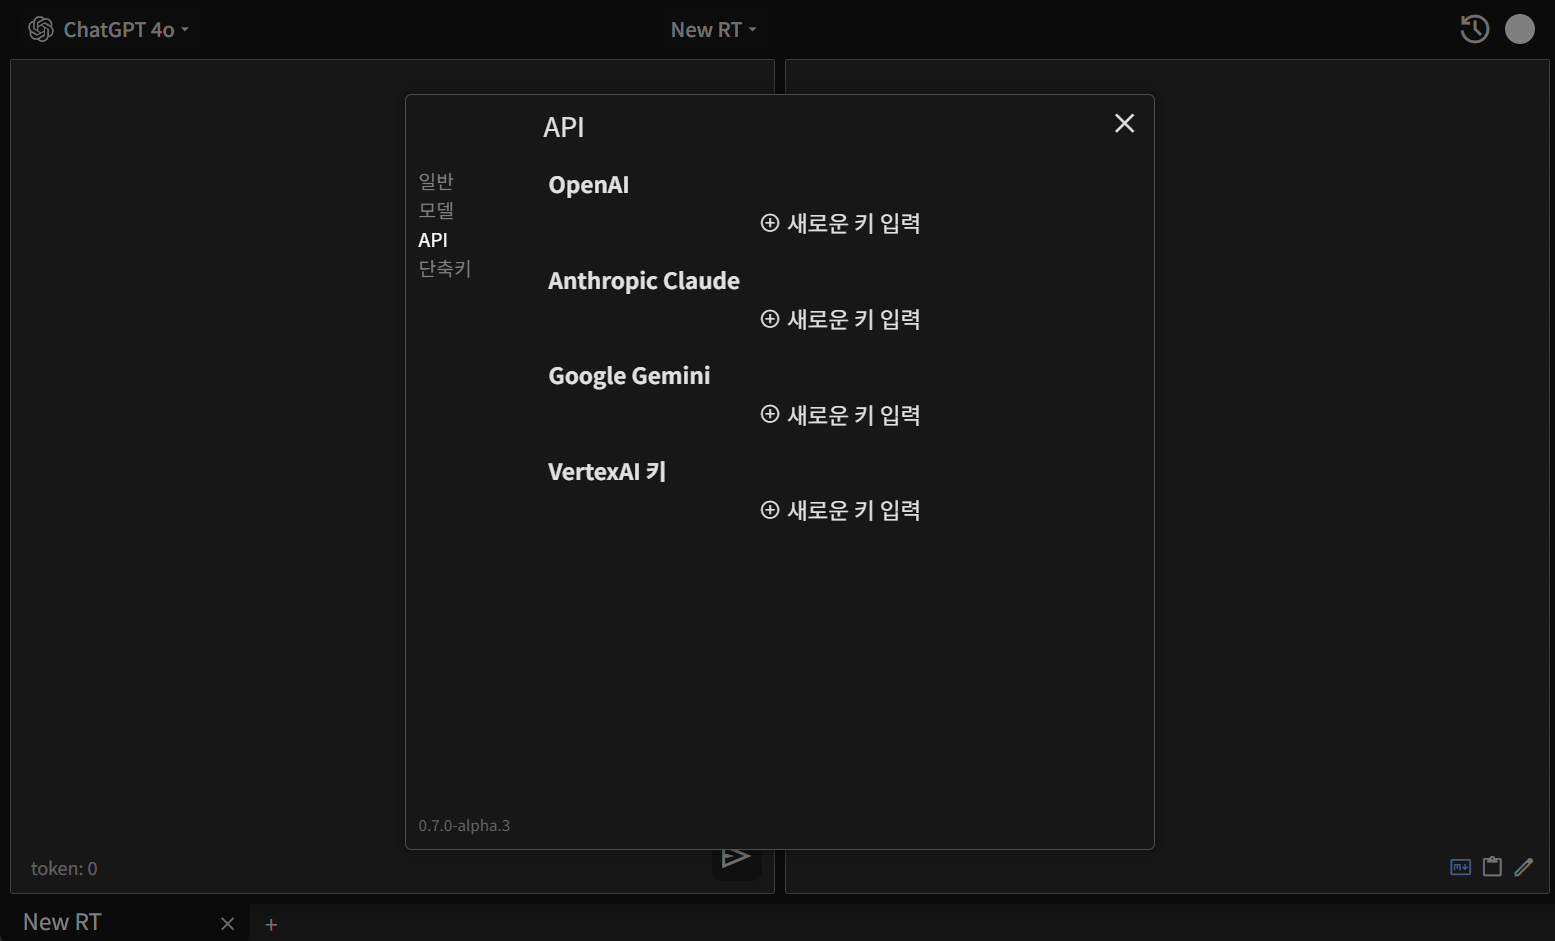 ChatGPT 4o
New RT
API
일반
모델
API
단축키
OpenAI
새로운 키 입력
Anthropic Claude
새로운 키 입력
Google Gemini
새로운 키 입력
VertexAI 키
새로운 키 입력
0.7.0-alpha.3
token: 0
New RT